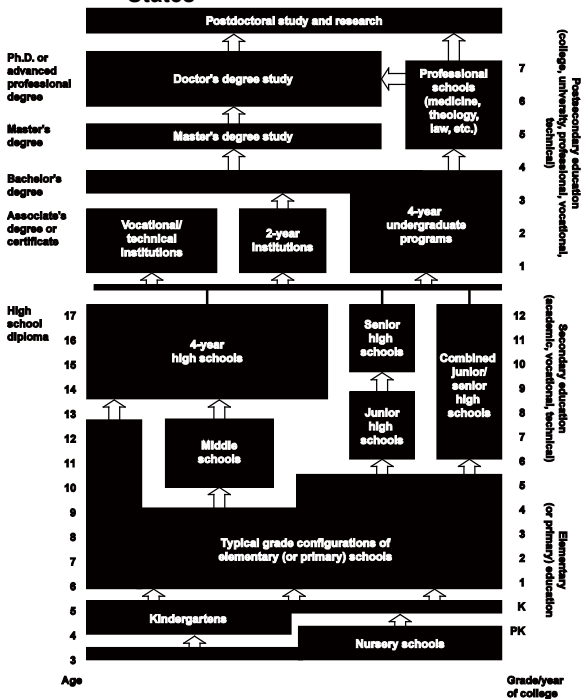 States
Postdoctoral study and research
Ph.D. or
advanced
professional
degree
Doctor's degree study
Professional
schools
(medicine,
theology,
law, etc.)
7
6
5
Master's
degree
Master's degree study
4
Bachelor's
degree
Associate's
degree or
certificate
Vocational/
technical
institutions
2-year
institutions
4-year
undergraduate
programs
3
2
1
Postsecondary education
(college, university, professional, vocational,
technical)
High
school
diploma
17
16
15
14
13
12
11
10
9
8
7
6
5
4
3
4-year
high schools
Senior
high
schools
Junior
high
schools
Combined
junior/
senior
high
schools
Middle
schools
12
11
10
9
8
7
6
5
4
3
2
1
K
PK
Secondary education
(academic, vocational, technical)
Typical grade configurations of
elementary (or primary) schools
Elementary
(or primary) education
Kindergartens
Nursery schools
Age
Grade/year
of college